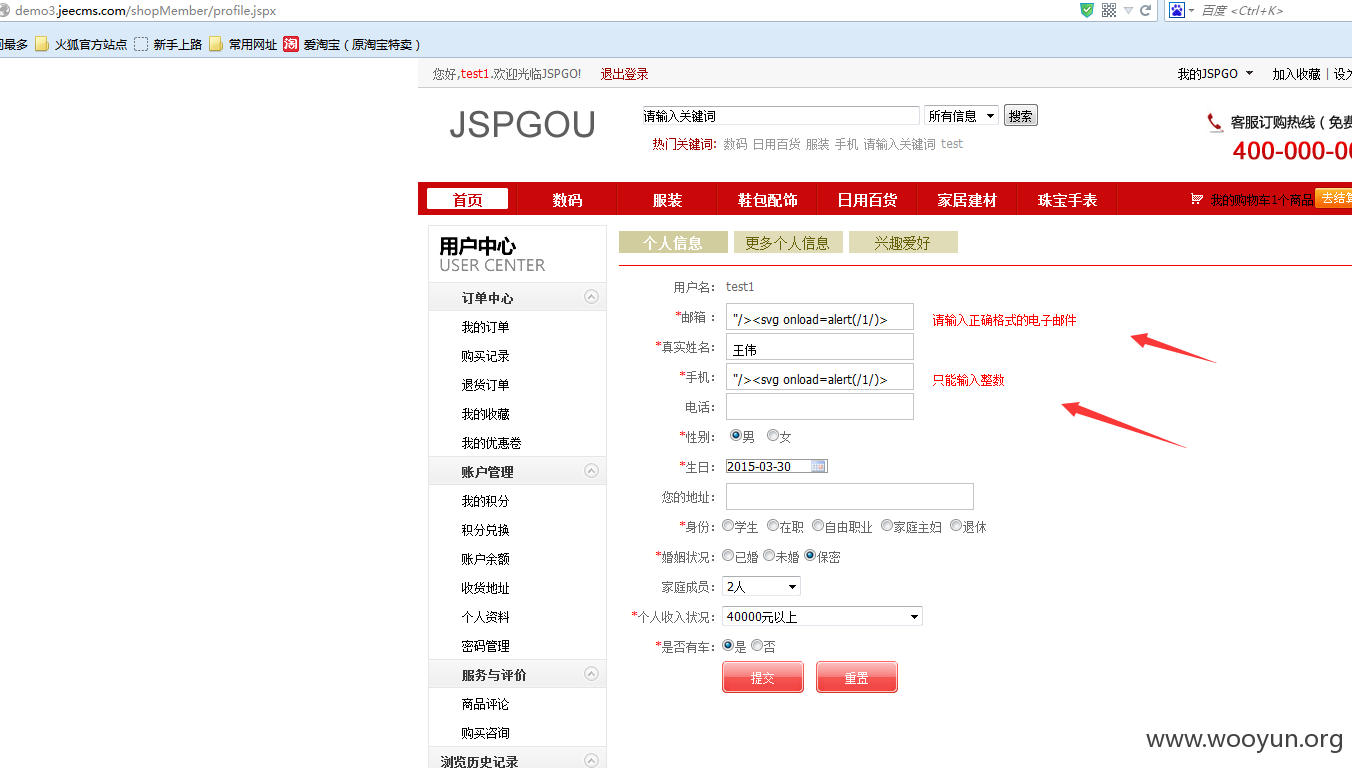 demo3.jeecms.com/shopMember/profile.jspx
百度 <Ctrl+K>
问最多 火狐官方站点 新手上路 常用网址 淘 爱淘宝（原淘宝特卖）
您好,test1.欢迎光临JSPGO! 退出登录
我的JSPGO 加入收藏 | 设为
JSPGOU
请输入关键词 所有信息 搜索
热门关键词: 数码 日用百货 服装 手机 请输入关键词 test
客服订购热线 ( 免费
400-000-00
首页 数码 服装 鞋包配饰 日用百货 家居建材 珠宝手表
我的购物车1个商品 去结算
用户中心
USER CENTER
订单中心
我的订单
购买记录
退货订单
我的收藏
我的优惠卷
账户管理
我的积分
积分兑换
账户余额
收货地址
个人资料
密码管理
服务与评价
商品评论
购买咨询
浏览历史记录
个人信息 更多个人信息 兴趣爱好
用户名: test1
*邮箱 : "/><svg onload=alert(/1/)> 请输入正确格式的电子邮件
*真实姓名: 王伟
*手机: "/><svg onload=alert(/1/)> 只能输入整数
电话:
*性别: 男 女
*生日: 2015-03-30
您的地址:
*身份: 学生 在职 自由职业 家庭主妇 退休
*婚姻状况: 已婚 未婚 保密
家庭成员: 2人
*个人收入状况: 40000元以上
*是否有车: 是 否
提交 重置
www.wooyun.org